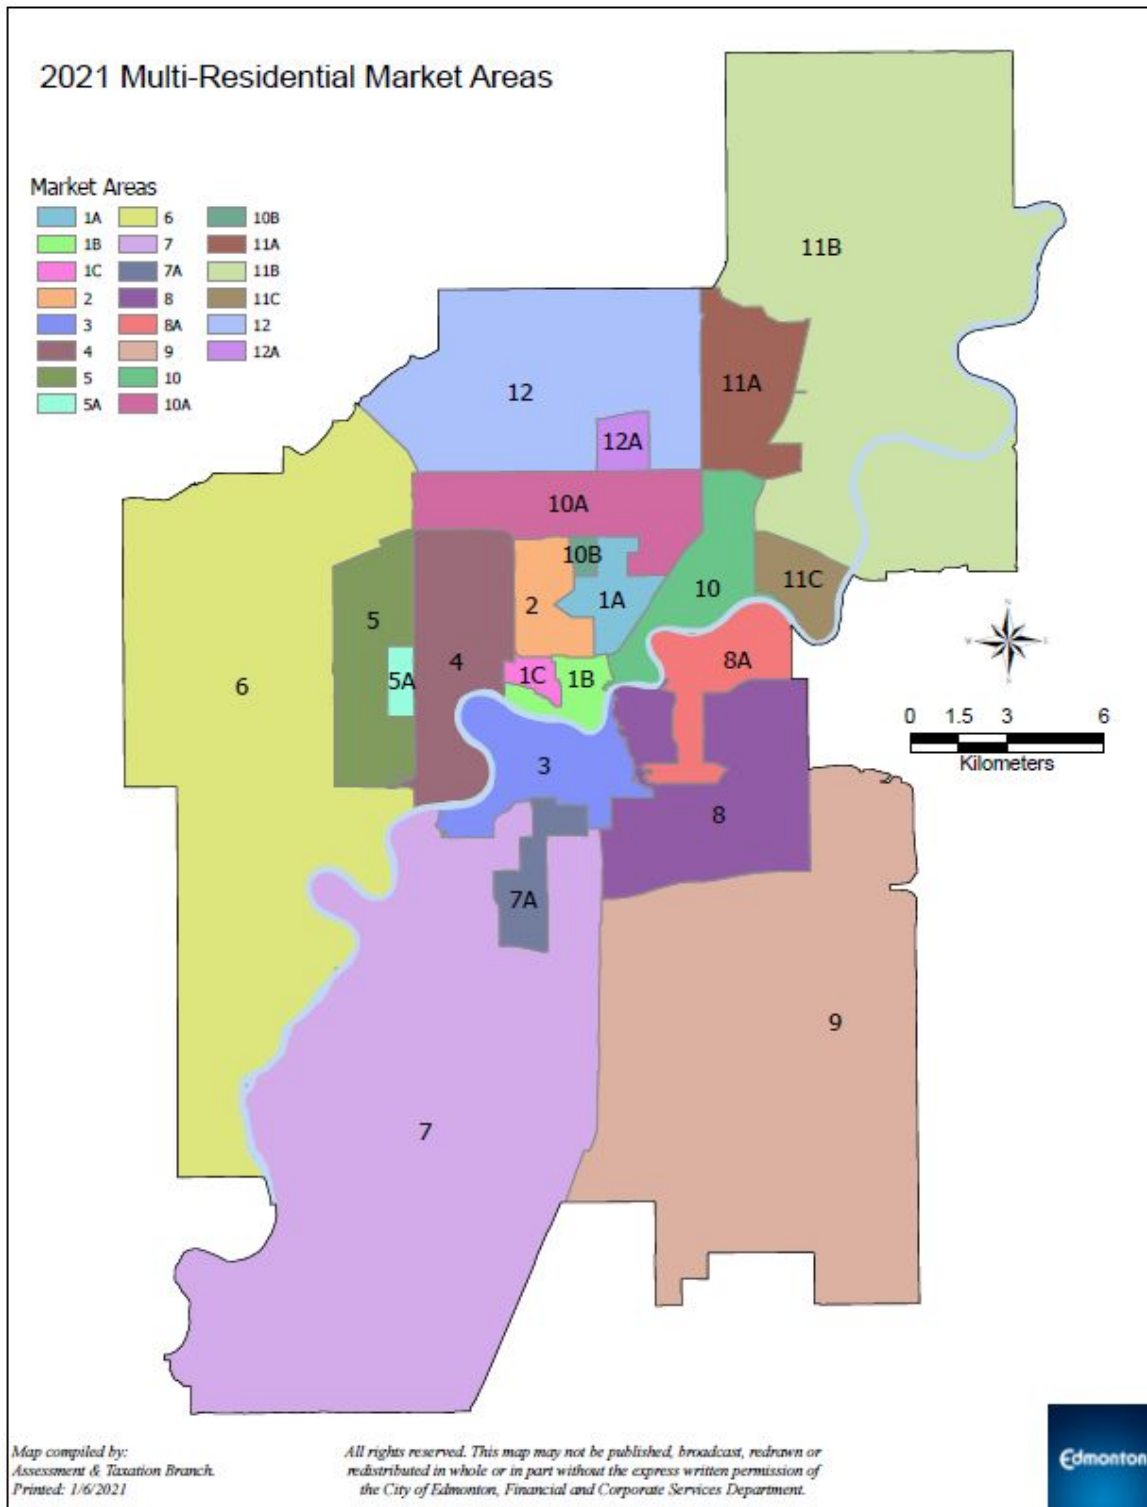 2021 Multi-Residential Market Areas
Market Areas
1A 6 10B
1B 7 11A
1C 7A 11B
2 8 11C
3 8A 12
4 9 12A
5 10
5A 10A
11B
12
11A
12A
10A
10B
11C
1A
10
2
5
8A
4
1C
1B
5A
6
3
8
7A
9
7
N
W E
S
0 1.5 3 6
Kilometers
Map compiled by:
Assessment & Taxation Branch.
Printed: 1/6/2021
All rights reserved. This map may not be published, broadcast, redrawn or
redistributed in whole or in part without the express written permission of
the City of Edmonton, Financial and Corporate Services Department.
Edmonton